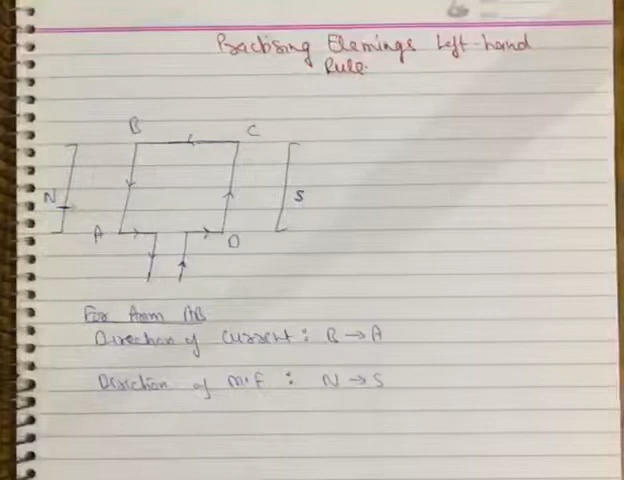 Practising Flemings Left-hand
Rule.
B
C
N
S
A
D
For Arm AB
Direction of Current: B → A
Direction of M.F : N → S